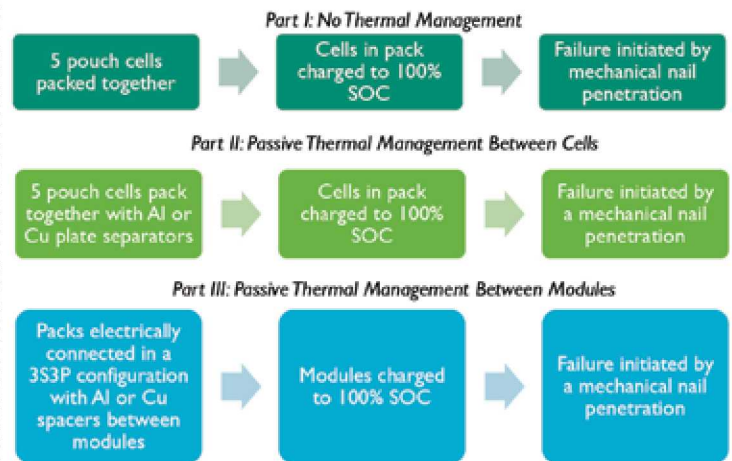 Part I: No Thermal Management
5 pouch cells
packed together
Cells in pack
charged to 100%
SOC
Failure initiated by
mechanical nail
penetration
Part II: Passive Thermal Management Between Cells
5 pouch cells pack
together with Al or
Cu plate separators
Cells in pack
charged to 100%
SOC
Failure initiated by
a mechanical nail
penetration
Part III: Passive Thermal Management Between Modules
Packs electrically
connected in a
3S3P configuration
with Al or Cu
spacers between
modules
Modules charged
to 100% SOC
Failure initiated by
a mechanical nail
penetration